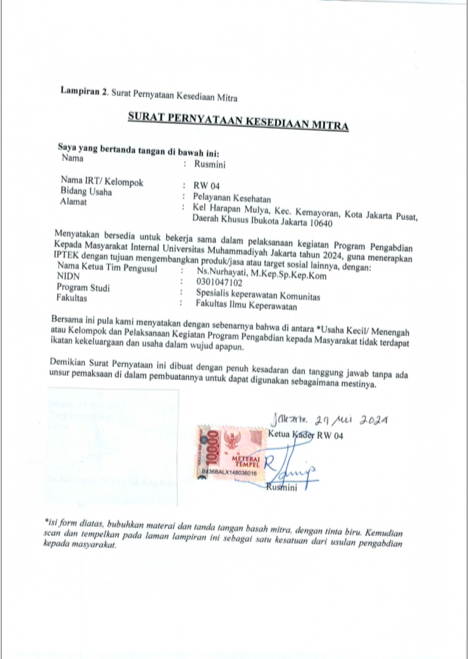 Lampiran 2. Surat Pernyataan Kesediaan Mitra
SURAT PERNYATAAN KESEDIAAN MITRA
Saya yang bertanda tangan di bawah ini:
Nama : Rusmini
Nama IRT/ Kelompok : RW 04
Bidang Usaha : Pelayanan Kesehatan
Alamat : Kel Harapan Mulya, Kec. Kemayoran, Kota Jakarta Pusat,
Daerah Khusus Ibukota Jakarta 10640
Menyatakan bersedia untuk bekerja sama dalam pelaksanaan kegiatan Program Pengabdian
Kepada Masyarakat Internal Universitas Muhammadiyah Jakarta tahun 2024, guna menerapkan
IPTEK dengan tujuan mengembangkan produk/jasa atau target sosial lainnya, dengan:
Nama Ketua Tim Pengusul : Ns.Nurhayati, M.Kep.Sp.Kep.Kom
NIDN : 0301047102
Program Studi : Spesialis keperawatan Komunitas
Fakultas : Fakultas Ilmu Keperawatan
Bersama ini pula kami menyatakan dengan sebenarnya bahwa di antara *Usaha Kecil/ Menengah
atau Kelompok dan Pelaksanaan Kegiatan Program Pengabdian kepada Masyarakat tidak terdapat
ikatan kekeluargaan dan usaha dalam wujud apapun.
Demikian Surat Pernyataan ini dibuat dengan penuh kesadaran dan tanggung jawab tanpa ada
unsur pemaksaan di dalam pembuatannya untuk dapat digunakan sebagaimana mestinya.
Jakarta. 27 Mei 2024
Ketua Kader RW 04
10000
METERAI
TEMPEL
Rusmini
*isi form diatas, bubuhkan materai dan tanda tangan basah mitra, dengan tinta biru. Kemudian
scan dan tempelkan pada laman lampiran ini sebagai satu kesatuan dari usulan pengabdian
kepada masyarakat.